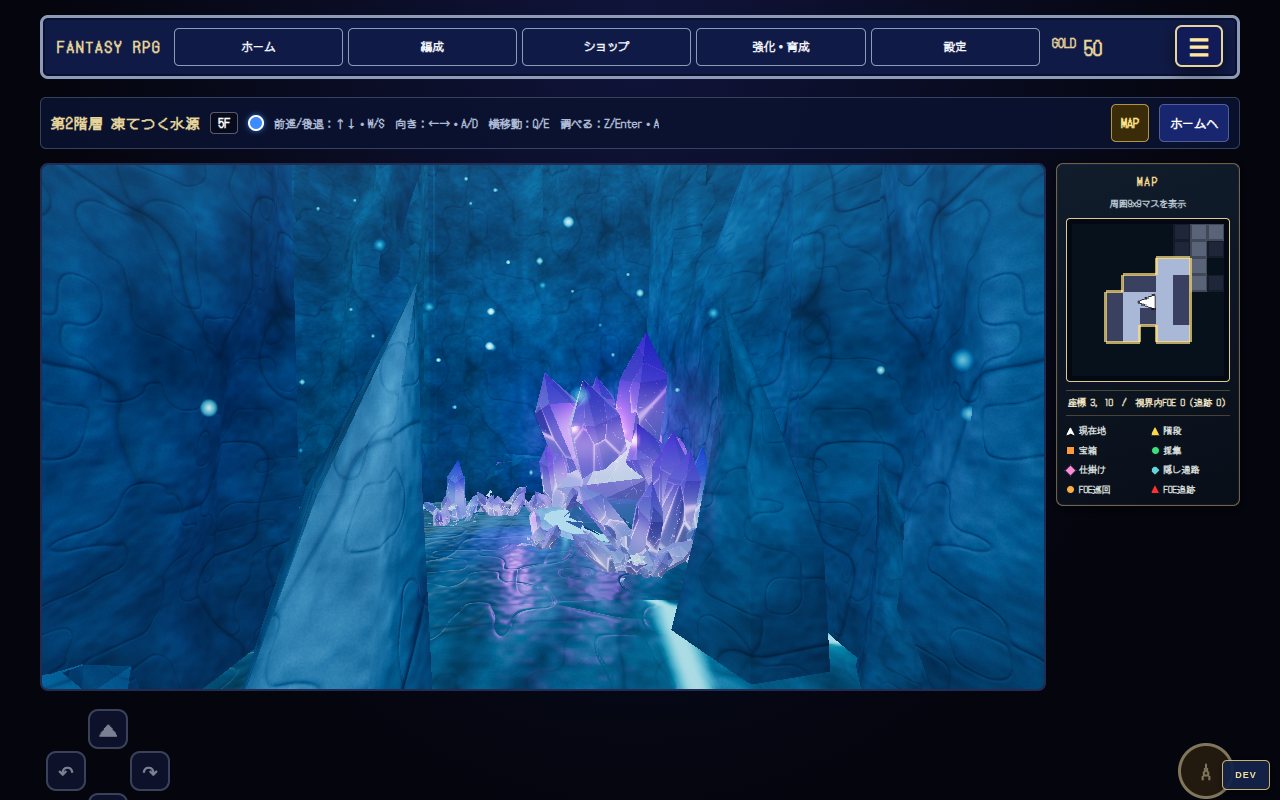 FANTASY RPG
ホーム
編成
ショップ
強化・育成
設定
GOLD 50
第2階層 凍てつく水源
5F
前進/後退：↑↓・W/S 向き：←→・A/D 横移動：Q/E 調べる：Z/Enter・A
MAP
ホームへ
MAP
周囲9x9マスを表示
座標 3, 10 / 視界内FOE 0 (追跡 0)
現在地
階段
宝箱
採集
仕掛け
隠し通路
FOE巡回
FOE追跡
A
DEV